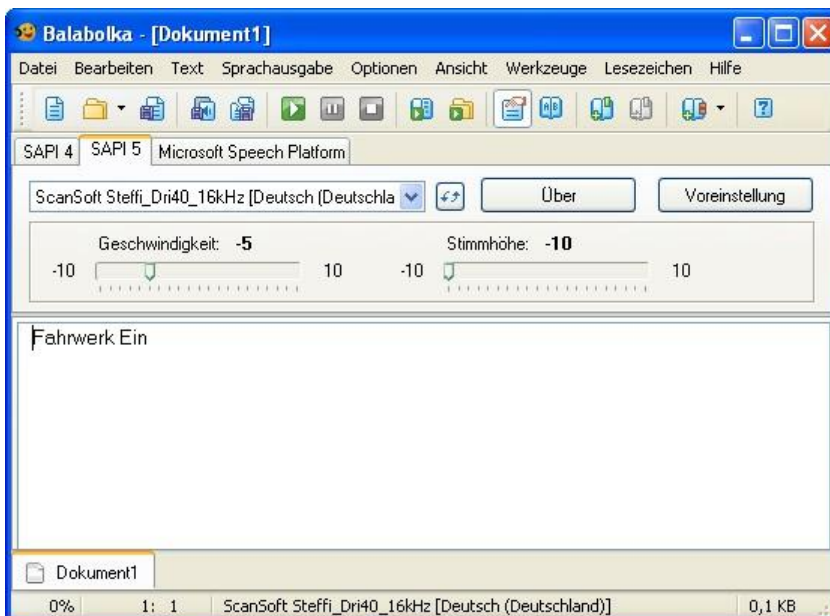 Balabolka - [Dokument1]
Datei Bearbeiten Text Sprachausgabe Optionen Ansicht Werkzeuge Lesezeichen Hilfe
SAPI 4 SAPI 5 Microsoft Speech Platform
ScanSoft Steffi_Dri40_16kHz [Deutsch (Deutschla Über Voreinstellung
Geschwindigkeit: -5 Stimmhöhe: -10
-10 10 -10 10
Fahrwerk Ein
Dokument1
0% 1: 1 ScanSoft Steffi_Dri40_16kHz [Deutsch (Deutschland)] 0,1 KB